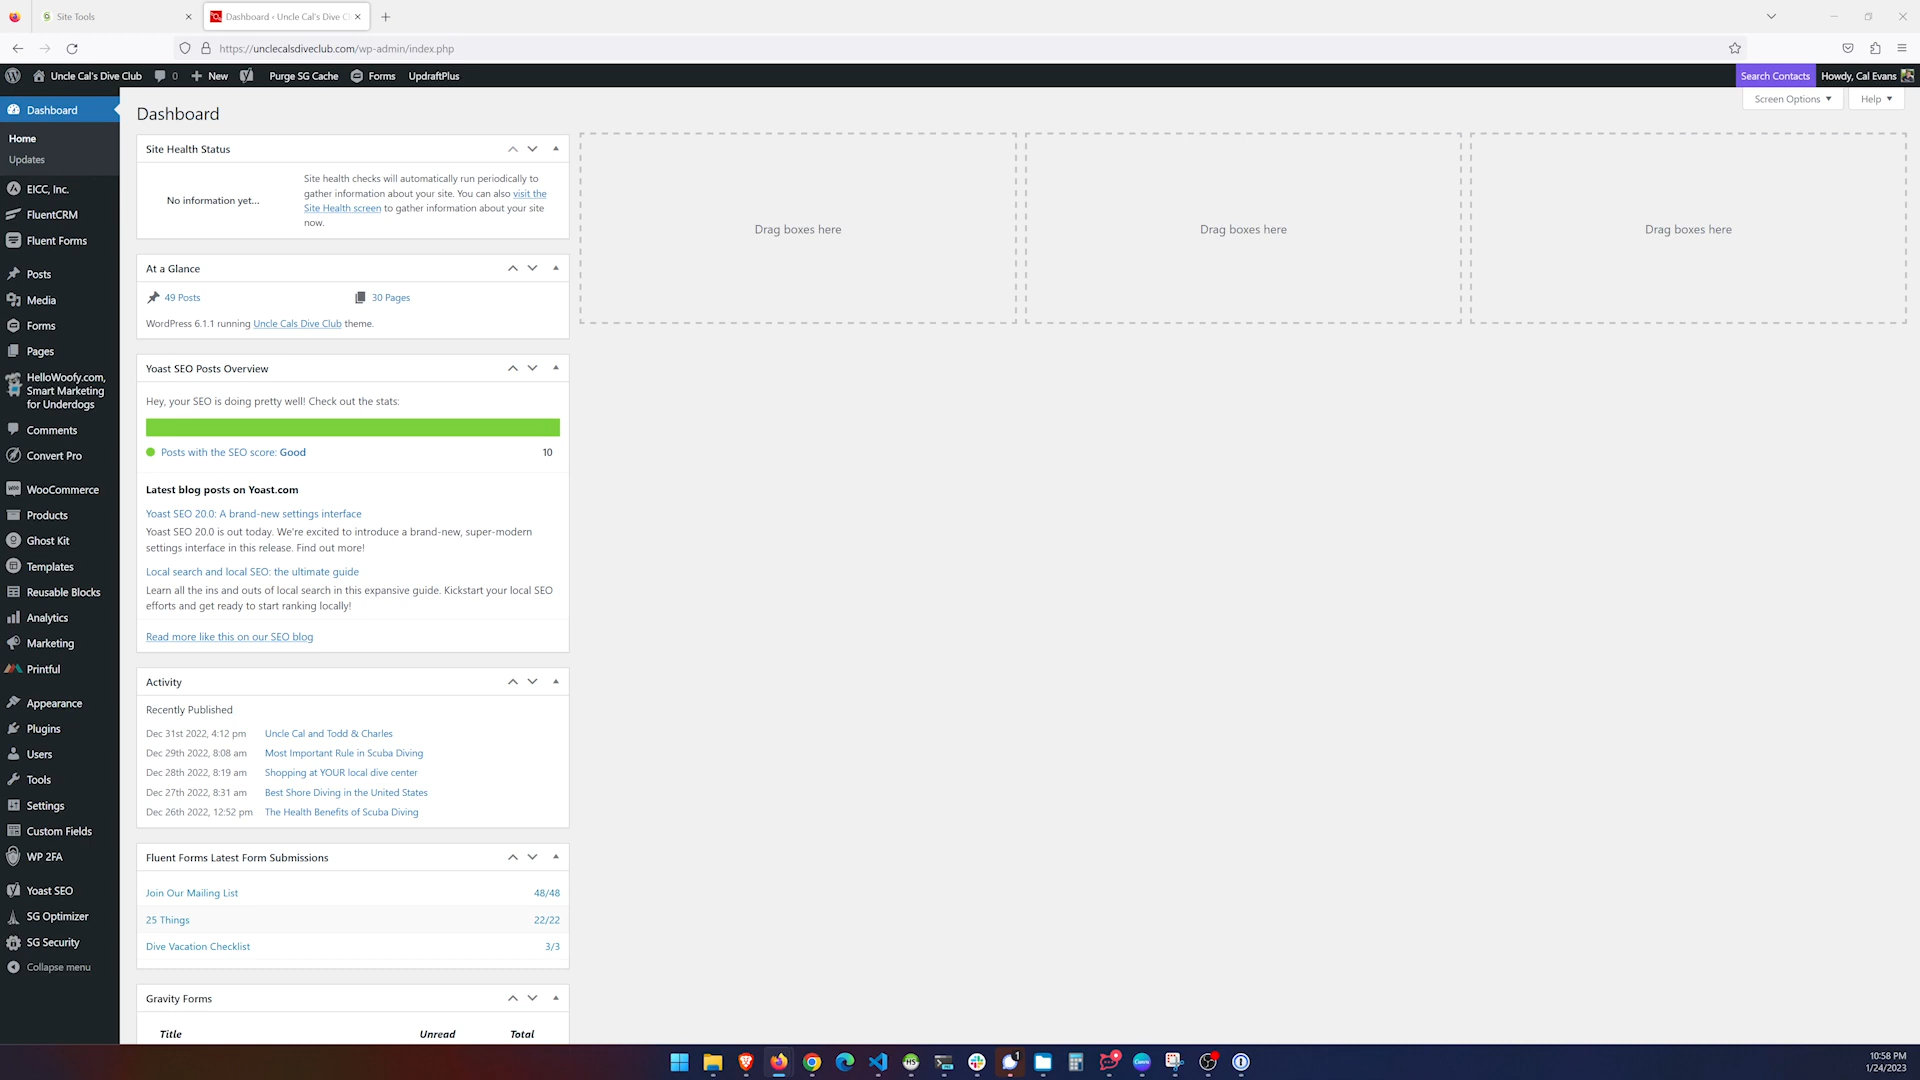 Site Tools
Dashboard ‹ Uncle Cal's Dive C
https://unclecalsdiveclub.com/wp-admin/index.php
Uncle Cal's Dive Club
0
New
Purge SG Cache
Forms
UpdraftPlus
Search Contacts
Howdy, Cal Evans
Dashboard
Home
Updates
EICC, Inc.
FluentCRM
Fluent Forms
Posts
Media
Forms
Pages
HelloWoofy.com,
Smart Marketing
for Underdogs
Comments
Convert Pro
WooCommerce
Products
Ghost Kit
Templates
Reusable Blocks
Analytics
Marketing
Printful
Appearance
Plugins
Users
Tools
Settings
Custom Fields
WP 2FA
Yoast SEO
SG Optimizer
SG Security
Collapse menu
Screen Options
Help
Dashboard
Site Health Status
No information yet...
Site health checks will automatically run periodically to
gather information about your site. You can also visit the
Site Health screen to gather information about your site
now.
At a Glance
49 Posts
30 Pages
WordPress 6.1.1 running Uncle Cals Dive Club theme.
Yoast SEO Posts Overview
Hey, your SEO is doing pretty well! Check out the stats:
Posts with the SEO score: Good
10
Latest blog posts on Yoast.com
Yoast SEO 20.0: A brand-new settings interface
Yoast SEO 20.0 is out today. We're excited to introduce a brand-new, super-modern
settings interface in this release. Find out more!
Local search and local SEO: the ultimate guide
Learn all the ins and outs of local search in this expansive guide. Kickstart your local SEO
efforts and get ready to start ranking locally!
Read more like this on our SEO blog
Activity
Recently Published
Dec 31st 2022, 4:12 pm Uncle Cal and Todd & Charles
Dec 29th 2022, 8:08 am Most Important Rule in Scuba Diving
Dec 28th 2022, 8:19 am Shopping at YOUR local dive center
Dec 27th 2022, 8:31 am Best Shore Diving in the United States
Dec 26th 2022, 12:52 pm The Health Benefits of Scuba Diving
Fluent Forms Latest Form Submissions
Join Our Mailing List 48/48
25 Things 22/22
Dive Vacation Checklist 3/3
Gravity Forms
Title Unread Total
Drag boxes here
Drag boxes here
Drag boxes here
10:58 PM
1/24/2023